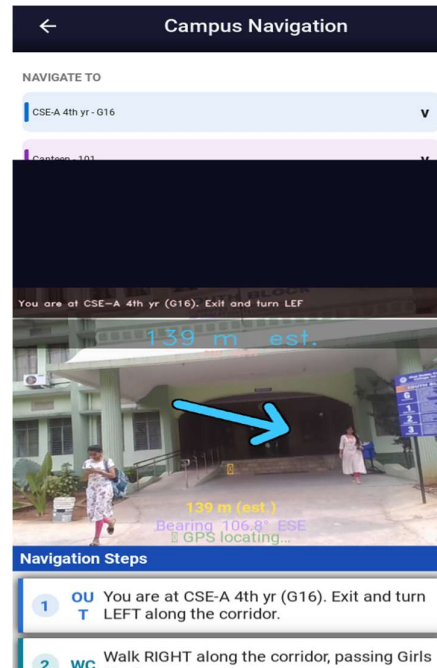 Campus Navigation
NAVIGATE TO
CSE-A 4th yr - G16 v
Canteen - 101 v
BLOCK
You are at CSE-A 4th yr (G16). Exit and turn LEF
139 m est.
G
1
2
3
139 m (est.)
Bearing 106.8° ESE
GPS locating...
Navigation Steps
1 OU You are at CSE-A 4th yr (G16). Exit and turn
T LEFT along the corridor.
2 WC Walk RIGHT along the corridor, passing Girls